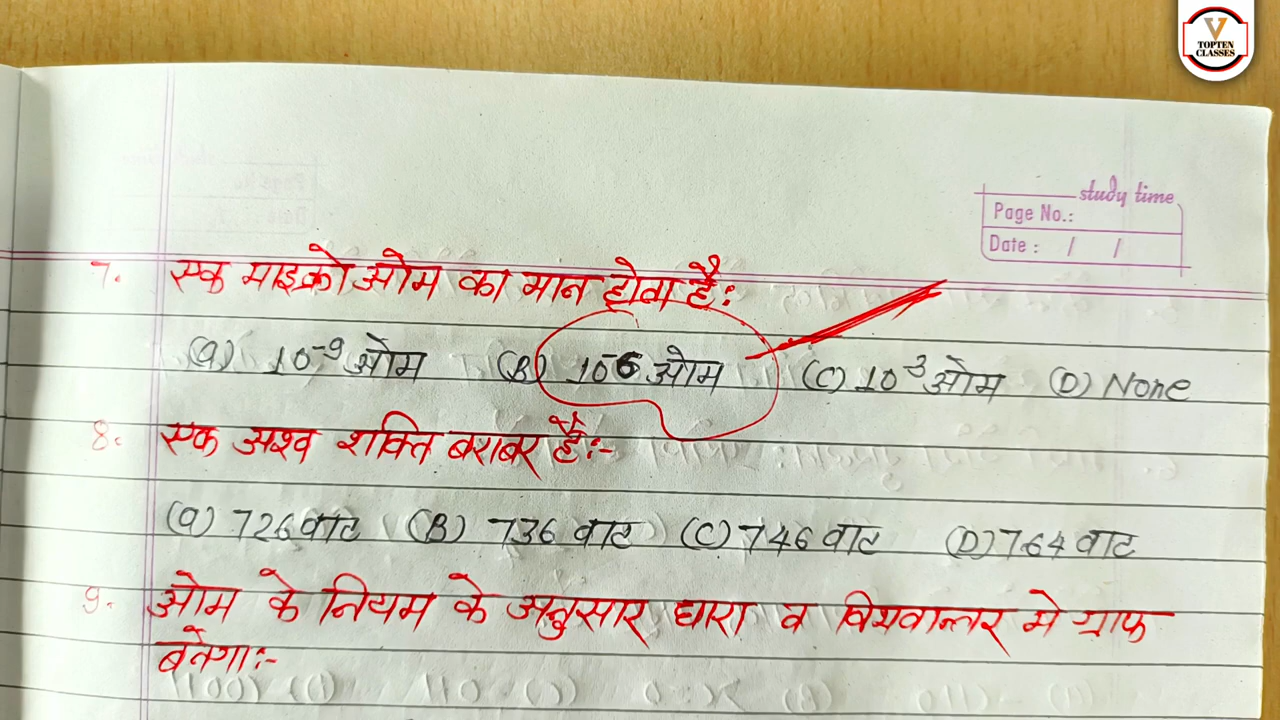 V
TOPTEN
CLASSES
study time
Page No.:
Date : / /
7. एक माइक्रो ओम का मान होता है:
(a) 10⁻⁹ ओम (B) 10⁻⁶ ओम (C) 10⁻³ ओम (D) None
8. एक अश्व शक्ति बराबर है:-
(a) 726 वाट (B) 736 वाट (C) 746 वाट (D) 764 वाट
9. ओम के नियम के अनुसार धारा व विभवान्तर मे ग्राफ
बनेगा:-